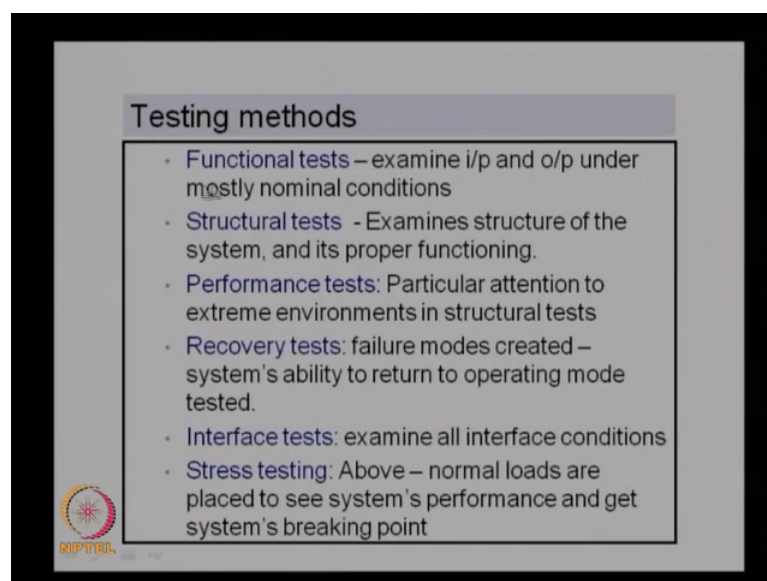 Testing methods
· Functional tests – examine i/p and o/p under
mostly nominal conditions
· Structural tests - Examines structure of the
system, and its proper functioning.
· Performance tests: Particular attention to
extreme environments in structural tests
· Recovery tests: failure modes created –
system's ability to return to operating mode
tested.
· Interface tests: examine all interface conditions
· Stress testing: Above – normal loads are
placed to see system's performance and get
system's breaking point
NPTEL